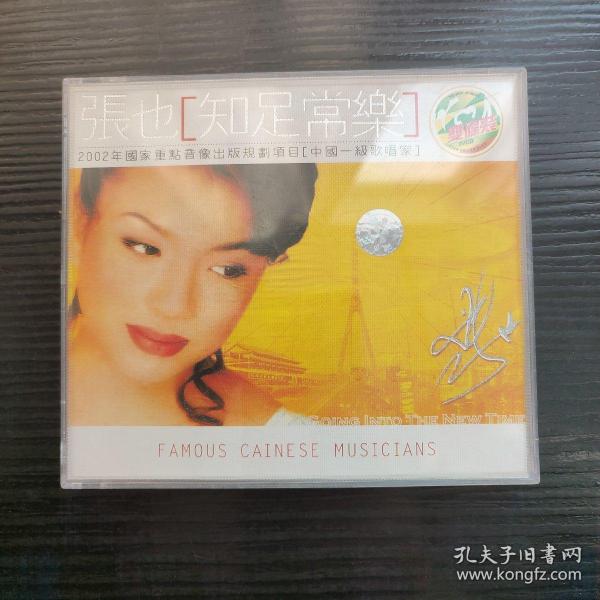 張也[知足常樂]
2002年國家重點音像出版規劃項目[中國一級歌唱家]
GOING INTO THE NEW TIME
FAMOUS CAINESE MUSICIANS
孔夫子旧书网
www.kongfz.com